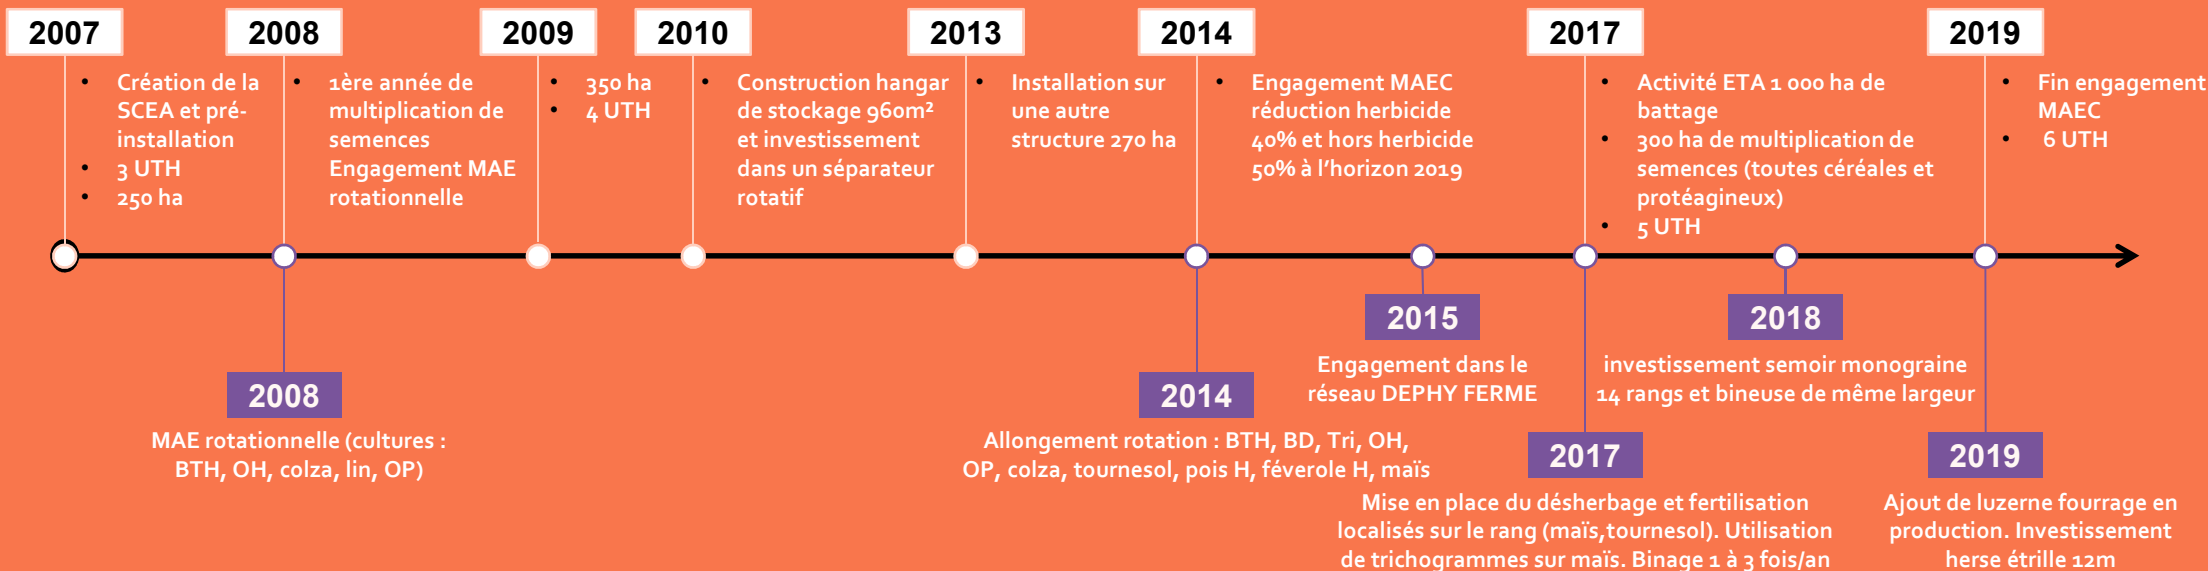 2007
• Création de la
SCEA et pré-
installation
• 3 UTH
• 250 ha
2008
• 1ère année de
multiplication de
semences
Engagement MAE
rotationnelle
2009
• 350 ha
• 4 UTH
2010
• Construction hangar
de stockage 960m²
et investissement
dans un séparateur
rotatif
2013
• Installation sur
une autre
structure 270 ha
2014
• Engagement MAEC
réduction herbicide
40% et hors herbicide
50% à l'horizon 2019
2017
• Activité ETA 1 000 ha de
battage
• 300 ha de multiplication de
semences (toutes céréales et
protéagineux)
• 5 UTH
2019
• Fin engagement
MAEC
• 6 UTH
2008
MAE rotationnelle (cultures :
BTH, OH, colza, lin, OP)
2014
Allongement rotation : BTH, BD, Tri, OH,
OP, colza, tournesol, pois H, féverole H, maïs
2015
Engagement dans le
réseau DEPHY FERME
2017
Mise en place du désherbage et fertilisation
localisés sur le rang (maïs,tournesol). Utilisation
de trichogrammes sur maïs. Binage 1 à 3 fois/an
2018
investissement semoir monograine
14 rangs et bineuse de même largeur
2019
Ajout de luzerne fourrage en
production. Investissement
herse étrille 12m